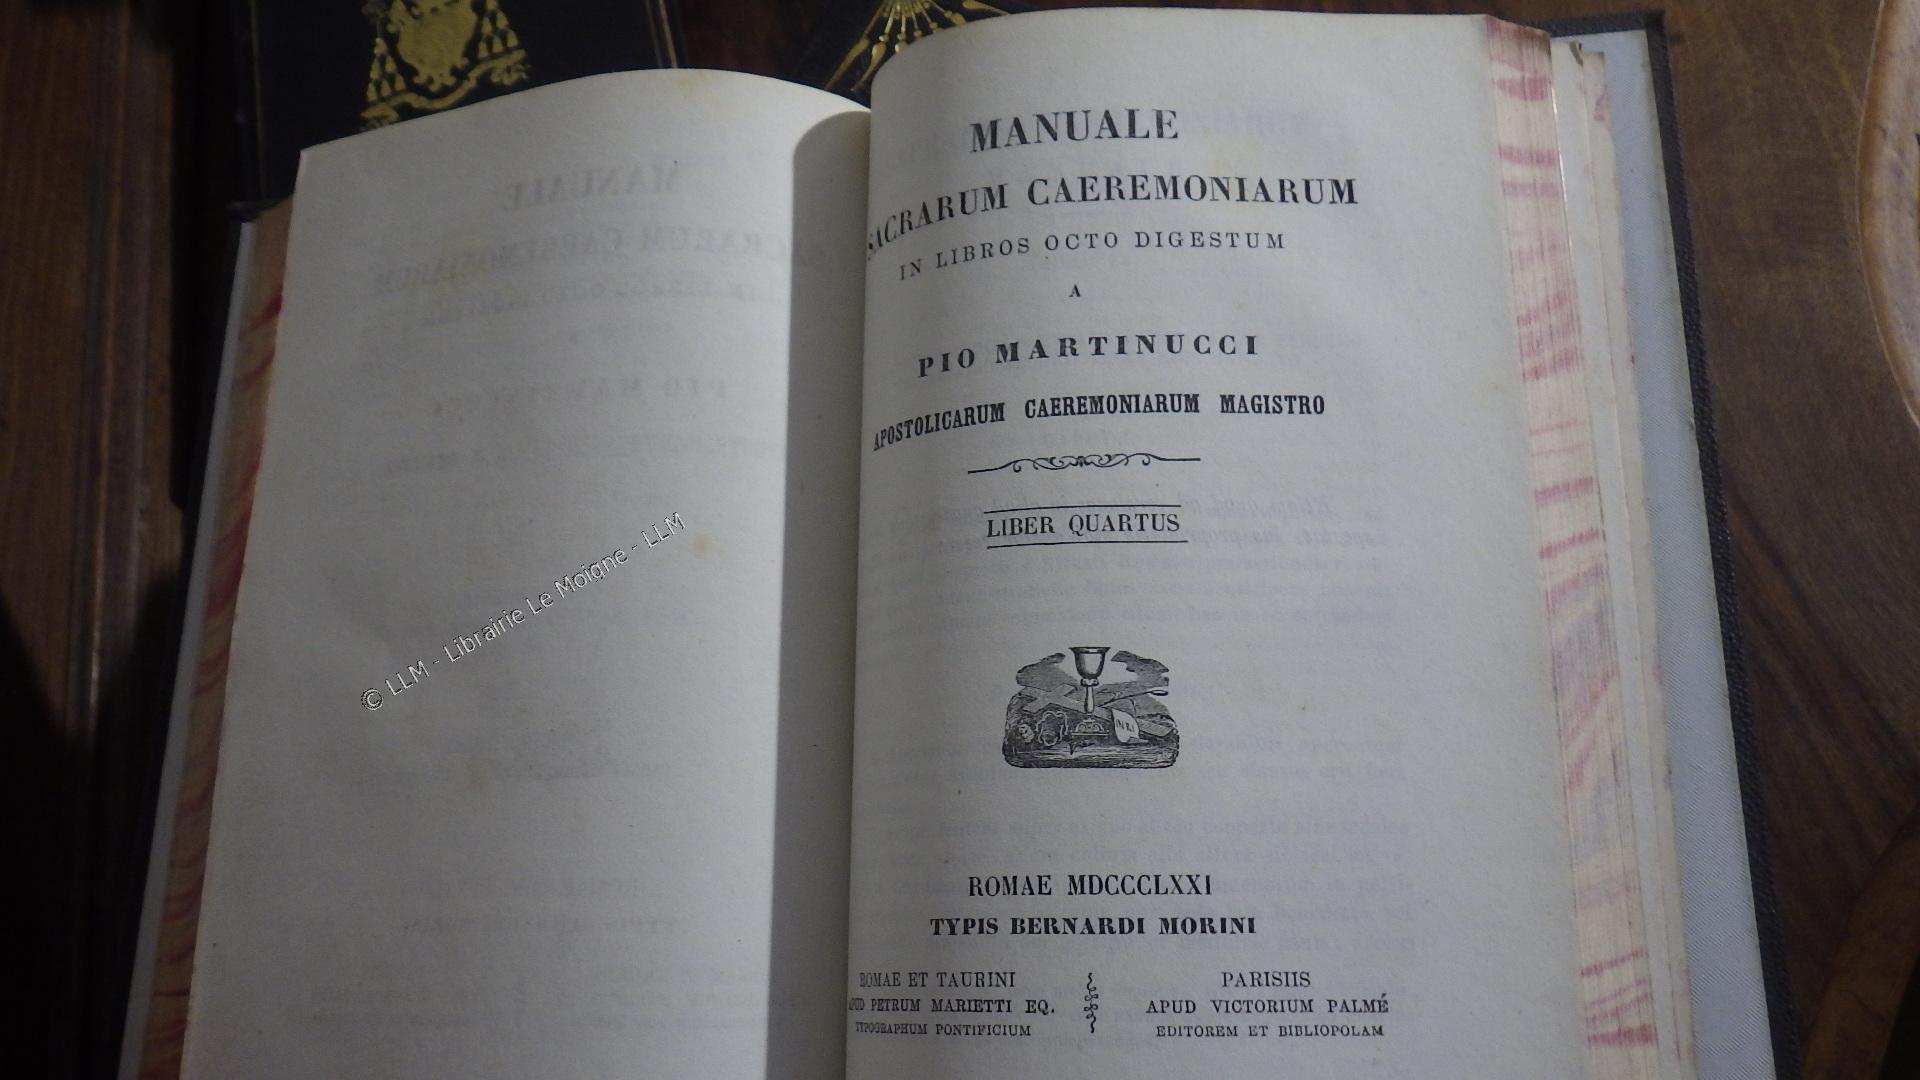 MANUALE
SACRARUM CAEREMONIARUM
IN LIBROS OCTO DIGESTUM
A
PIO MARTINUCCI
APOSTOLICARUM CAEREMONIARUM MAGISTRO
LIBER QUARTUS
INRI
ROMAE MDCCCLXXI
TYPIS BERNARDI MORINI
ROMAE ET TAURINI
APUD PETRUM MARIETTI EQ.
TYPOGRAPHUM PONTIFICIUM
PARISIIS
APUD VICTORIUM PALMÉ
EDITOREM ET BIBLIOPOLAM
© LLM - Librairie Le Moigne - LLM